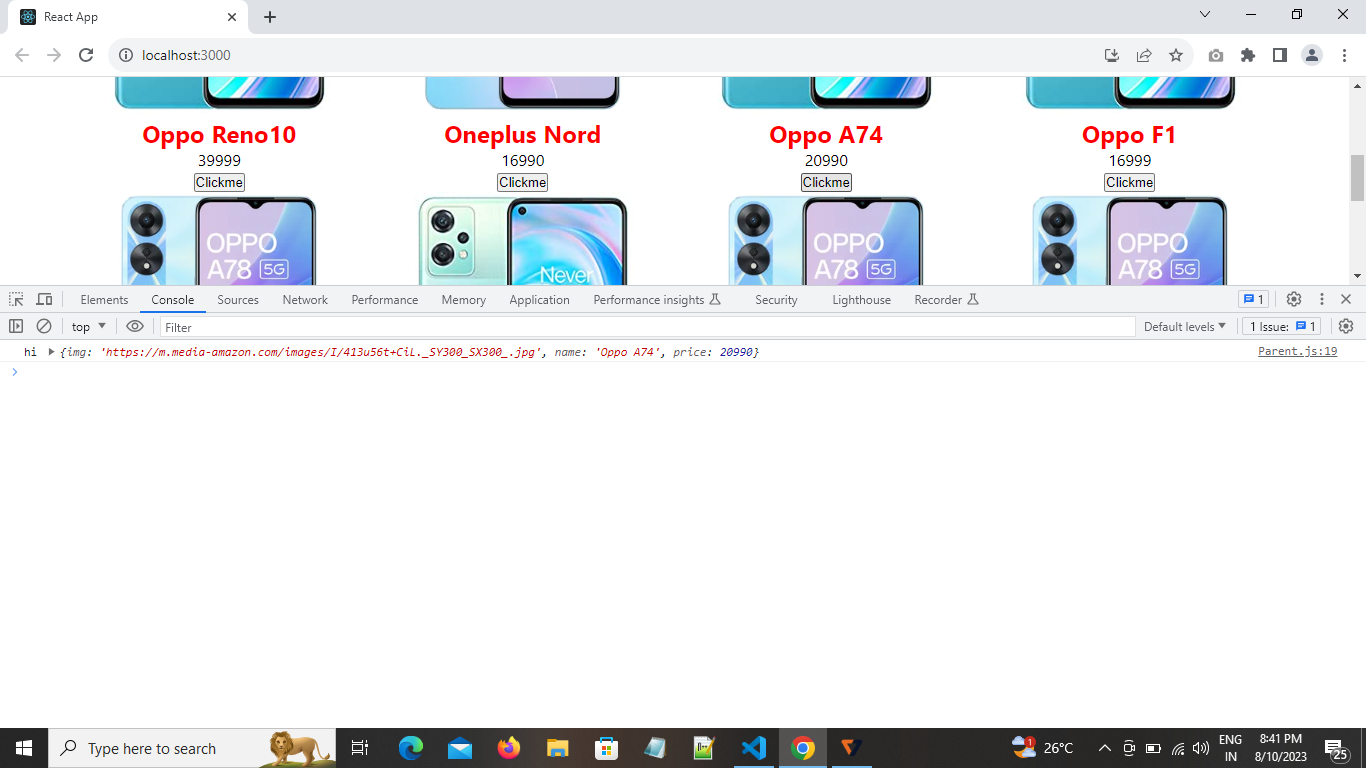 React App
localhost:3000
Oppo Reno10 Oneplus Nord Oppo A74 Oppo F1
39999 16990 20990 16999
Clickme Clickme Clickme Clickme
OPPO A78 5G
Never
OPPO A78 5G
OPPO A78 5G
Elements Console Sources Network Performance Memory Application Performance insights Security Lighthouse Recorder 1
top Filter Default levels 1 Issue: 1
hi {img: 'https://m.media-amazon.com/images/I/413u56t+CiL._SY300_SX300_.jpg', name: 'Oppo A74', price: 20990} Parent.js:19
Type here to search 26°C ENG 8:41 PM
IN 8/10/2023 25